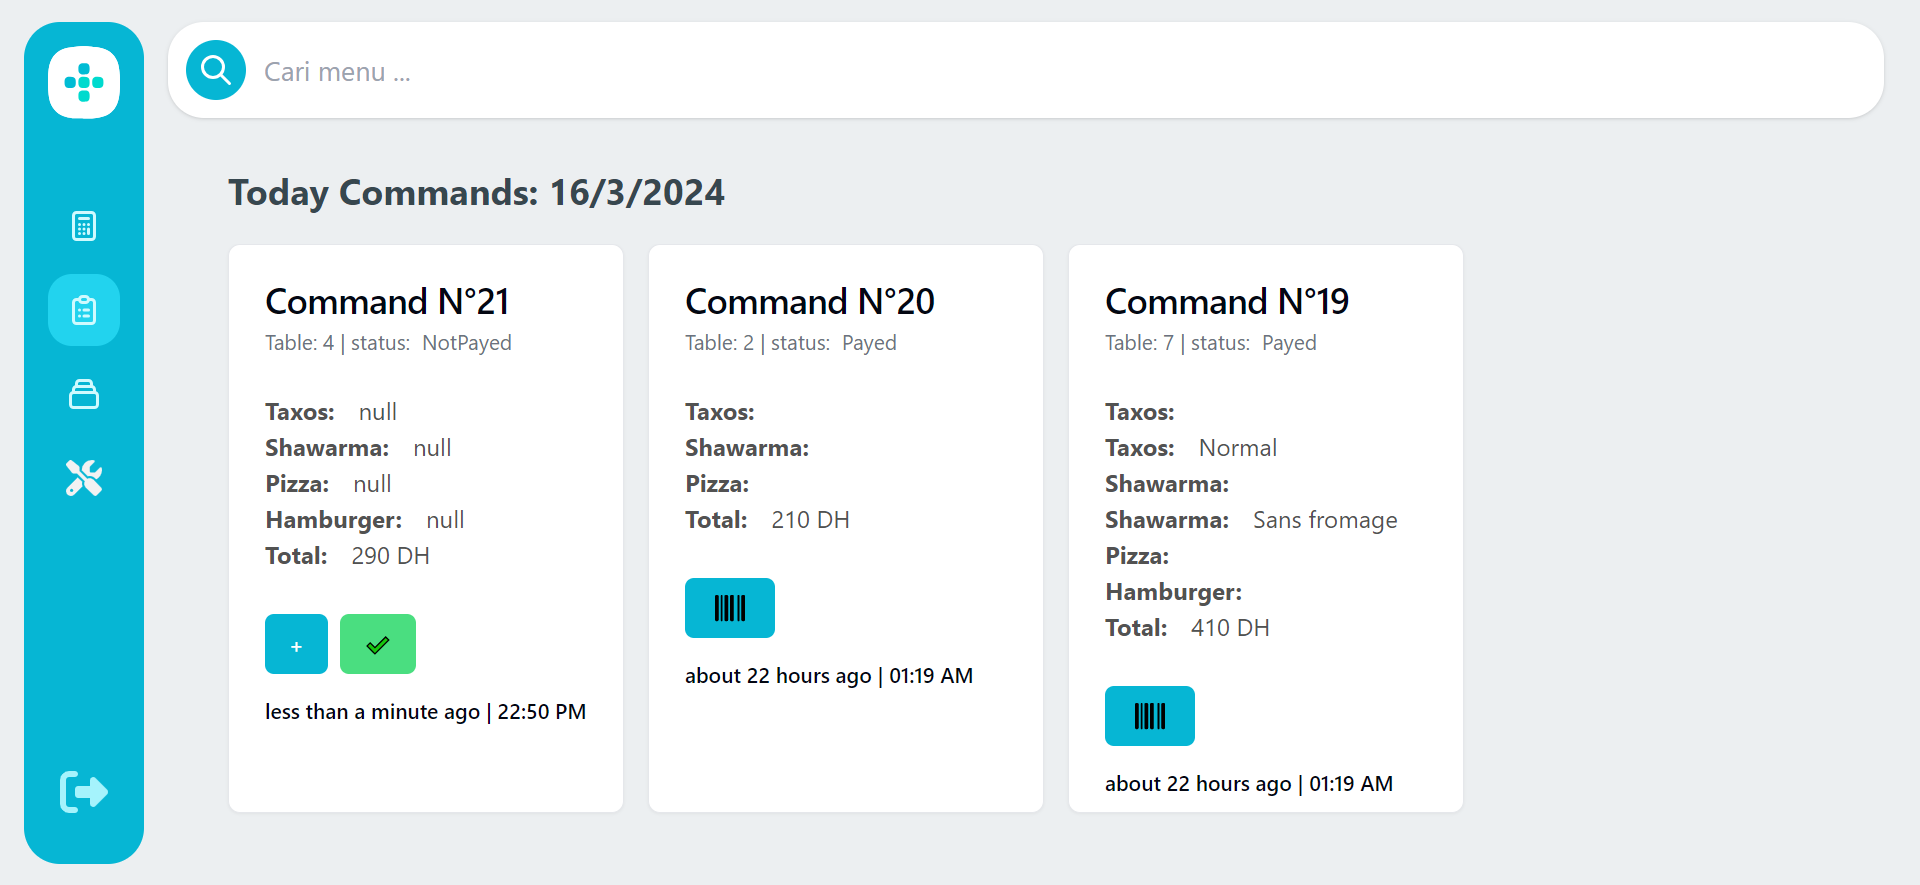 Cari menu ...
Today Commands: 16/3/2024
Command N°21
Table: 4 | status: NotPayed
Taxos: null
Shawarma: null
Pizza: null
Hamburger: null
Total: 290 DH
+
less than a minute ago | 22:50 PM
Command N°20
Table: 2 | status: Payed
Taxos:
Shawarma:
Pizza:
Total: 210 DH
about 22 hours ago | 01:19 AM
Command N°19
Table: 7 | status: Payed
Taxos:
Taxos: Normal
Shawarma:
Shawarma: Sans fromage
Pizza:
Hamburger:
Total: 410 DH
about 22 hours ago | 01:19 AM